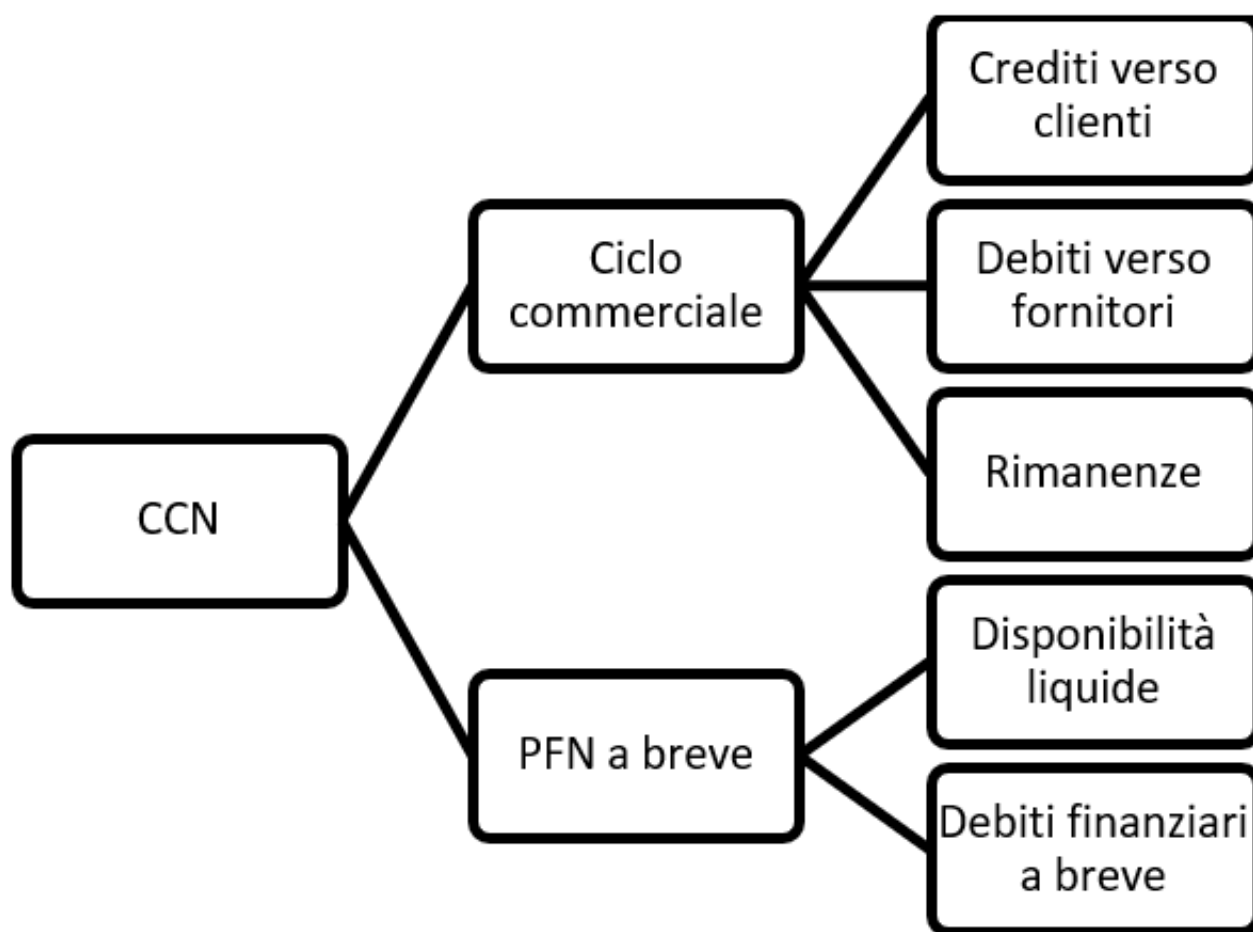 CCN
Ciclo
commerciale
Crediti verso
clienti
Debiti verso
fornitori
Rimanenze
PFN a breve
Disponibilità
liquide
Debiti finanziari
a breve